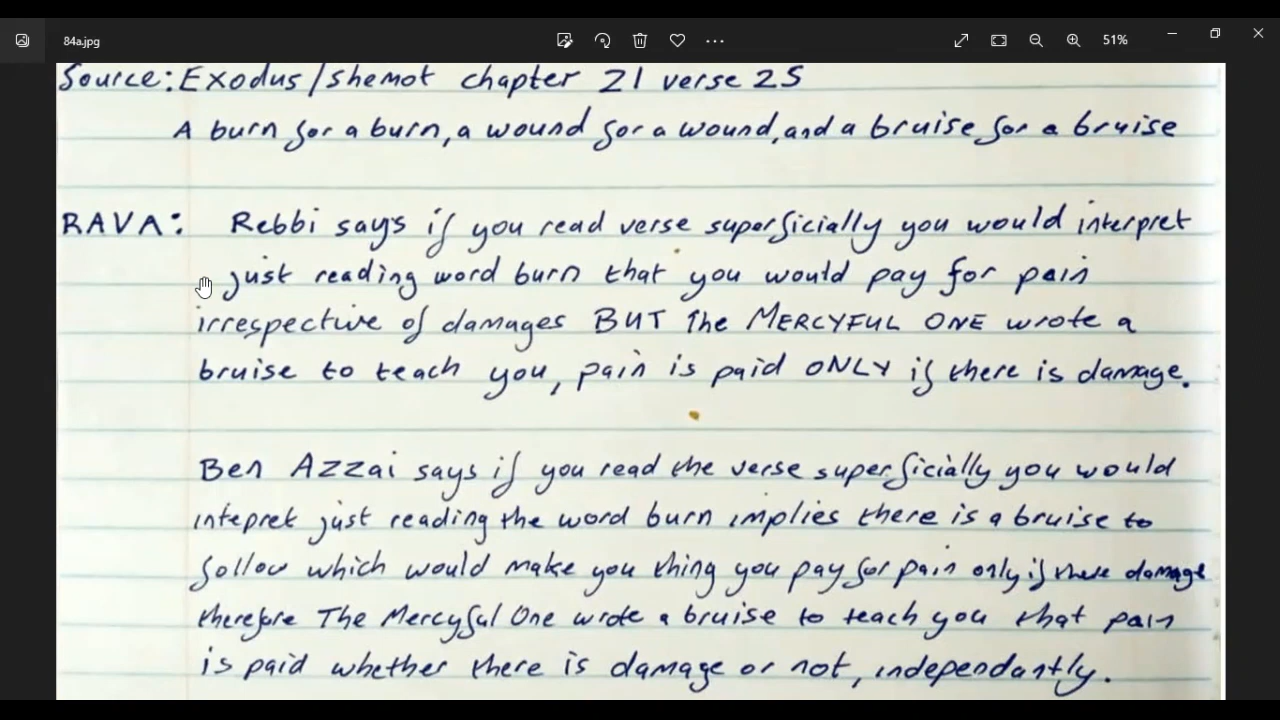 84a.jpg
51%
Source: Exodus/Shemot chapter 21 verse 25
A burn for a burn, a wound for a wound, and a bruise for a bruise
RAVA: Rebbi says if you read verse superficially you would interpret
just reading word burn that you would pay for pain
irrespective of damages BUT The MERCYFUL ONE wrote a
bruise to teach you, pain is paid ONLY if there is damage.
Ben Azzai says if you read the verse superficially you would
intepret just reading the word burn implies there is a bruise to
follow which would make you thing you pay for pain only if there damage
therefore The Mercyful One wrote a bruise to teach you that pain
is paid whether there is damage or not, independantly.